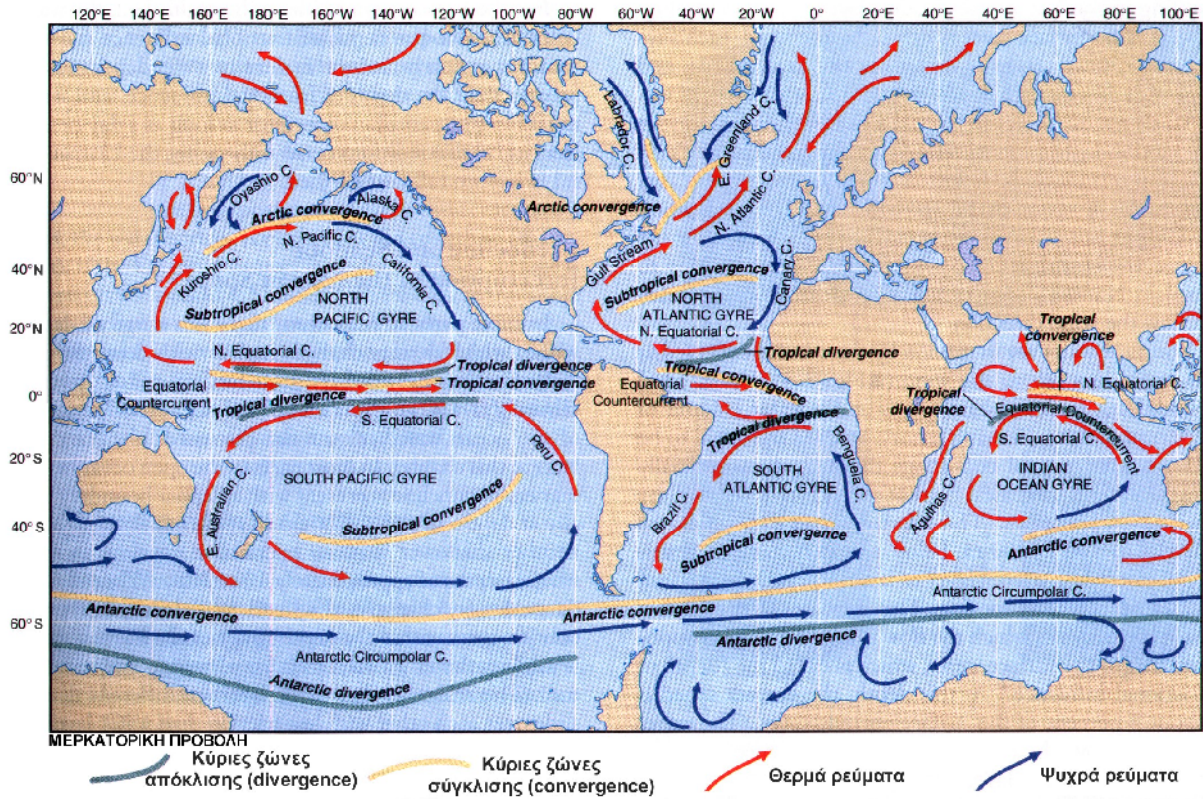 120°E 140°E 160°E 180° 160°W 140°W 120°W 100°W 80°W 60°W 40°W 20°W 0° 20°E 40°E 60°E 80°E 100°E
60°N
40°N
20°N
0°
20°S
40°S
60°S
Oyashio C.
Alaska C.
Arctic convergence
N. Pacific C.
Kuroshio C.
California C.
Subtropical convergence
NORTH
PACIFIC GYRE
N. Equatorial C.
Tropical divergence
Tropical convergence
Equatorial
Countercurrent
Tropical divergence
S. Equatorial C.
Peru C.
E. Australian C.
SOUTH PACIFIC GYRE
Subtropical convergence
Antarctic convergence
Antarctic Circumpolar C.
Antarctic divergence
Labrador C.
E. Greenland C.
Arctic convergence
N. Atlantic C.
Gulf Stream
Canary C.
Subtropical convergence
NORTH
ATLANTIC GYRE
N. Equatorial C.
Tropical divergence
Tropical convergence
Equatorial
Countercurrent
Tropical divergence
Benguela C.
SOUTH
ATLANTIC GYRE
Brazil C.
Subtropical convergence
Antarctic convergence
Antarctic divergence
Tropical
convergence
N. Equatorial C.
Tropical
divergence
Equatorial Countercurrent
S. Equatorial C.
INDIAN
OCEAN GYRE
Agulhas C.
Antarctic convergence
Antarctic Circumpolar C.
ΜΕΡΚΑΤΟΡΙΚΗ ΠΡΟΒΟΛΗ
Κύριες ζώνες
απόκλισης (divergence)
Κύριες ζώνες
σύγκλισης (convergence)
Θερμά ρεύματα
Ψυχρά ρεύματα